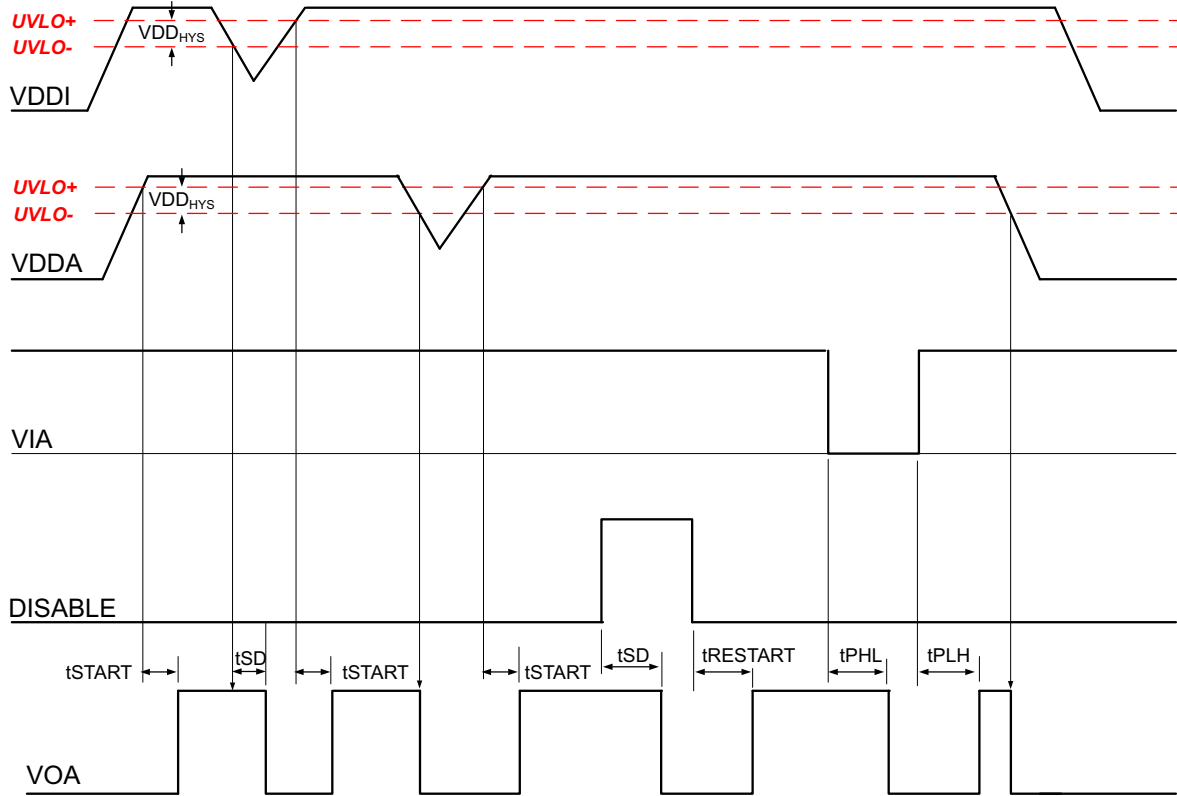 UVLO+
VDDHYS
UVLO-
VDDI
UVLO+
VDDHYS
UVLO-
VDDA
VIA
DISABLE
tSTART
tSD
tSTART
tSTART
tSD
tRESTART
tPHL
tPLH
VOA